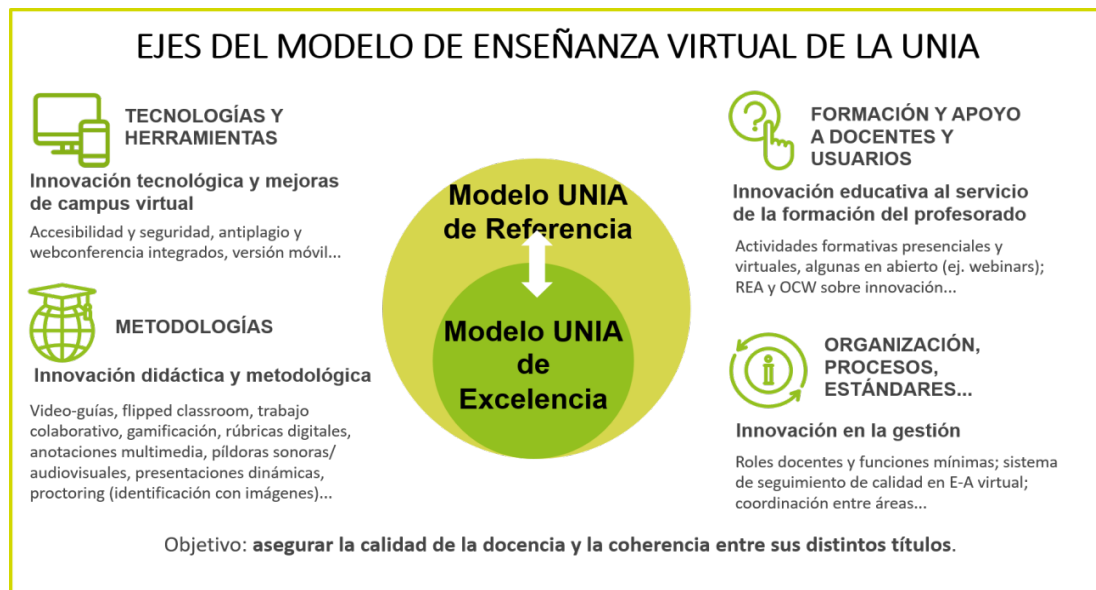 EJES DEL MODELO DE ENSEÑANZA VIRTUAL DE LA UNIA
TECNOLOGÍAS Y
HERRAMIENTAS
Innovación tecnológica y mejoras
de campus virtual
Accesibilidad y seguridad, antiplagio y
webconferencia integrados, versión móvil...
METODOLOGÍAS
Innovación didáctica y metodológica
Video-guías, flipped classroom, trabajo
colaborativo, gamificación, rúbricas digitales,
anotaciones multimedia, píldoras sonoras/
audiovisuales, presentaciones dinámicas,
proctoring (identificación con imágenes)...
Modelo UNIA
de Referencia
Modelo UNIA
de
Excelencia
FORMACIÓN Y APOYO
A DOCENTES Y
USUARIOS
Innovación educativa al servicio
de la formación del profesorado
Actividades formativas presenciales y
virtuales, algunas en abierto (ej. webinars);
REA y OCW sobre innovación...
ORGANIZACIÓN,
PROCESOS,
ESTÁNDARES...
Innovación en la gestión
Roles docentes y funciones mínimas; sistema
de seguimiento de calidad en E-A virtual;
coordinación entre áreas...
Objetivo: asegurar la calidad de la docencia y la coherencia entre sus distintos títulos.